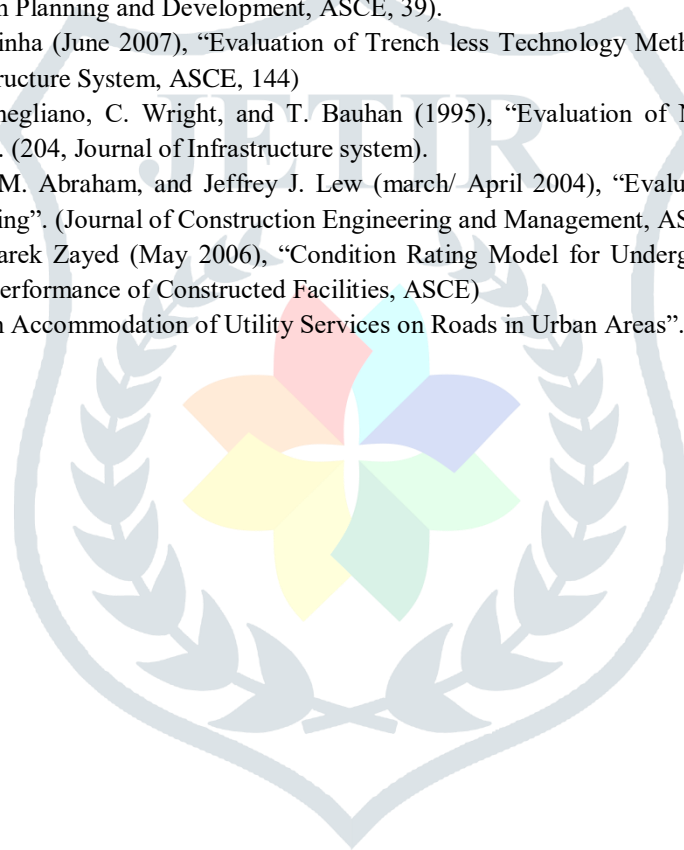 n Planning and Development, ASCE, 39).
inha (June 2007), “Evaluation of Trench less Technology Meth
ructure System, ASCE, 144)
negliano, C. Wright, and T. Bauhan (1995), “Evaluation of N
. (204, Journal of Infrastructure system).
M. Abraham, and Jeffrey J. Lew (march/ April 2004), “Evalu
ing”. (Journal of Construction Engineering and Management, AS
arek Zayed (May 2006), “Condition Rating Model for Underg
erformance of Constructed Facilities, ASCE)
n Accommodation of Utility Services on Roads in Urban Areas”.
JETIR